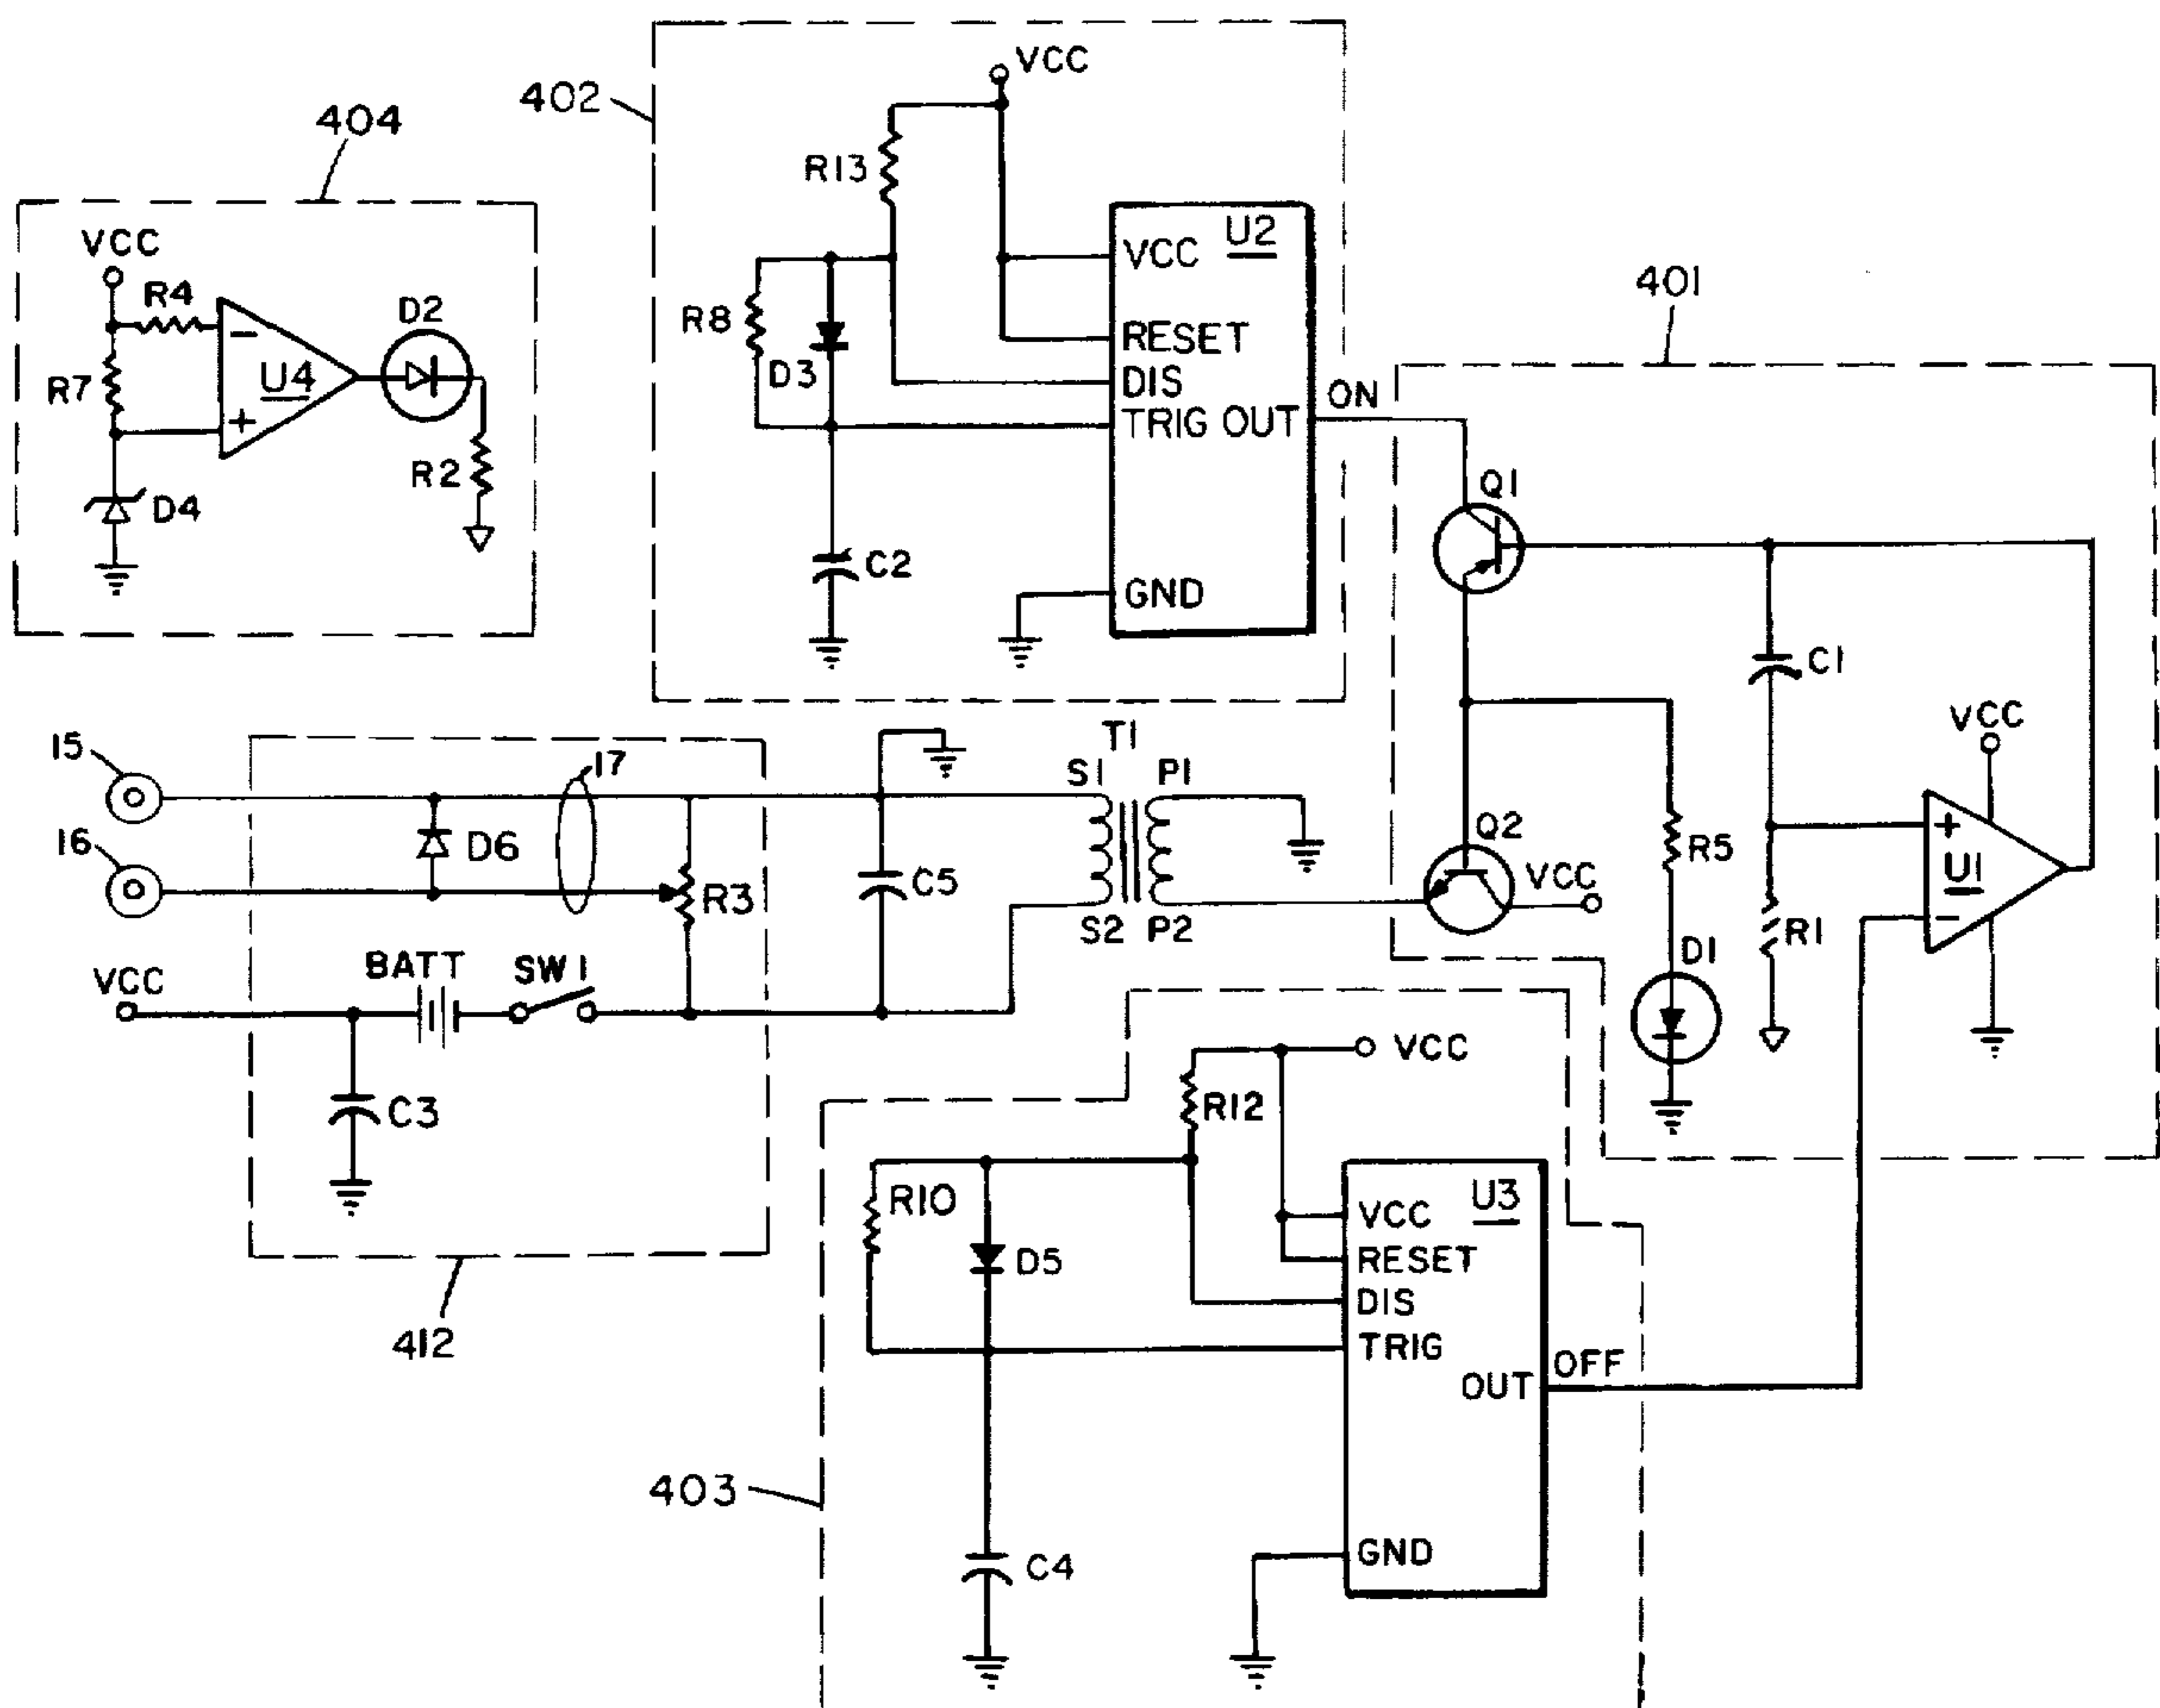 404
VCC
R4
D2
U4
R7
R2
D4
−
+
402
VCC
R13
R8
D3
C2
U2
VCC
RESET
DIS
TRIG OUT
GND
ON
401
Q1
C1
VCC
Q2
VCC
R5
D1
R1
U1
+
−
15
16
17
D6
R3
C5
T1
S1 P1
S2 P2
VCC
BATT
SW1
C3
412
403
VCC
R12
R10
D5
C4
U3
VCC
RESET
DIS
TRIG
OUT
GND
OFF